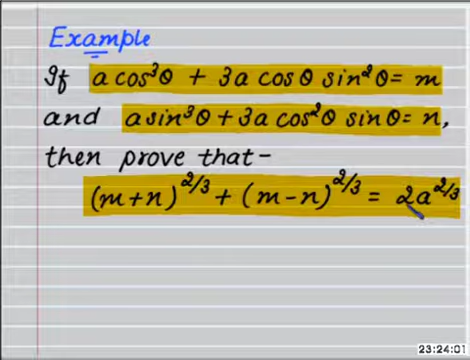 Example
If a cos³θ + 3a cosθ sin²θ = m
and a sin³θ + 3a cos²θ sinθ = n,
then prove that-
(m+n)^2/3 + (m-n)^2/3 = 2a^2/3
23:24:01